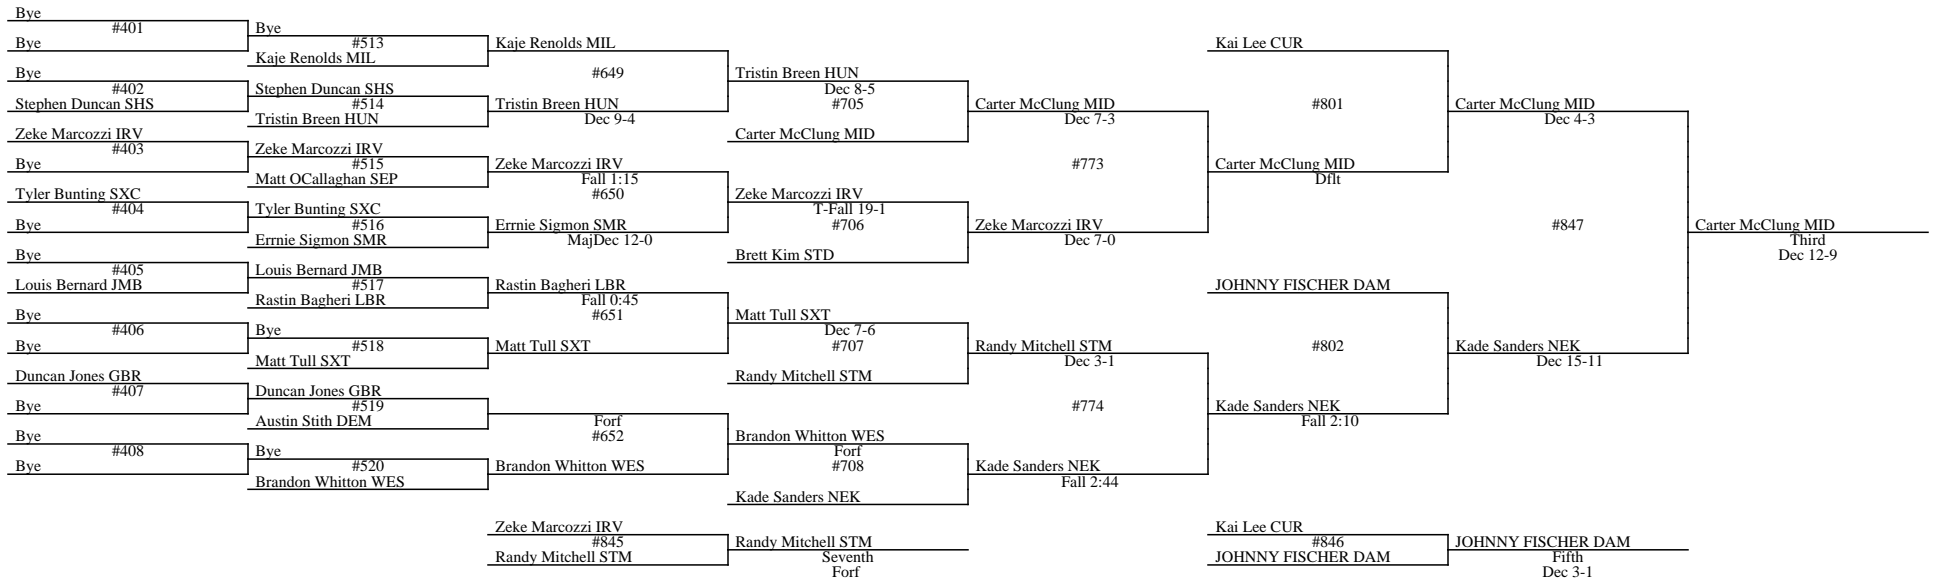 Bye
#401
Bye
Bye
#402
Stephen Duncan SHS
Zeke Marcozzi IRV
#403
Bye
Tyler Bunting SXC
#404
Bye
Bye
#405
Louis Bernard JMB
Bye
#406
Bye
Duncan Jones GBR
#407
Bye
Bye
#408
Bye
Bye
#513
Kaje Renolds MIL
Stephen Duncan SHS
#514
Tristin Breen HUN
Zeke Marcozzi IRV
#515
Matt OCallaghan SEP
Tyler Bunting SXC
#516
Errnie Sigmon SMR
Louis Bernard JMB
#517
Rastin Bagheri LBR
Bye
#518
Matt Tull SXT
Duncan Jones GBR
#519
Austin Stith DEM
Bye
#520
Brandon Whitton WES
Kaje Renolds MIL
#649
Tristin Breen HUN
Dec 9-4
Zeke Marcozzi IRV
Fall 1:15
#650
Errnie Sigmon SMR
MajDec 12-0
Rastin Bagheri LBR
Fall 0:45
#651
Matt Tull SXT
Forf
#652
Brandon Whitton WES
Tristin Breen HUN
Dec 8-5
#705
Carter McClung MID
Zeke Marcozzi IRV
T-Fall 19-1
#706
Brett Kim STD
Matt Tull SXT
Dec 7-6
#707
Randy Mitchell STM
Brandon Whitton WES
Forf
#708
Kade Sanders NEK
Carter McClung MID
Dec 7-3
#773
Zeke Marcozzi IRV
Dec 7-0
Randy Mitchell STM
Dec 3-1
#774
Kade Sanders NEK
Fall 2:44
Kai Lee CUR
#801
Carter McClung MID
Dflt
JOHNNY FISCHER DAM
#802
Kade Sanders NEK
Fall 2:10
Carter McClung MID
Dec 4-3
#847
Kade Sanders NEK
Dec 15-11
Carter McClung MID
Third
Dec 12-9
Zeke Marcozzi IRV
#845
Randy Mitchell STM
Randy Mitchell STM
Seventh
Forf
Kai Lee CUR
#846
JOHNNY FISCHER DAM
JOHNNY FISCHER DAM
Fifth
Dec 3-1